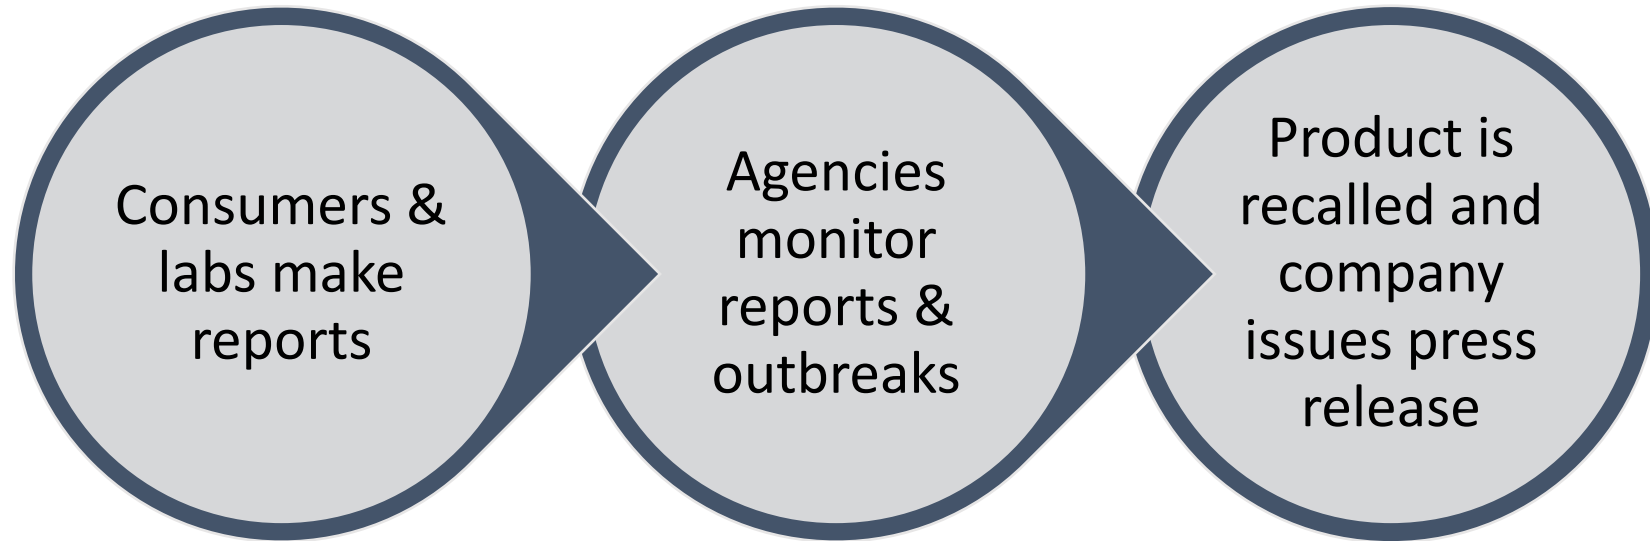 Consumers &
labs make
reports
Agencies
monitor
reports &
outbreaks
Product is
recalled and
company
issues press
release